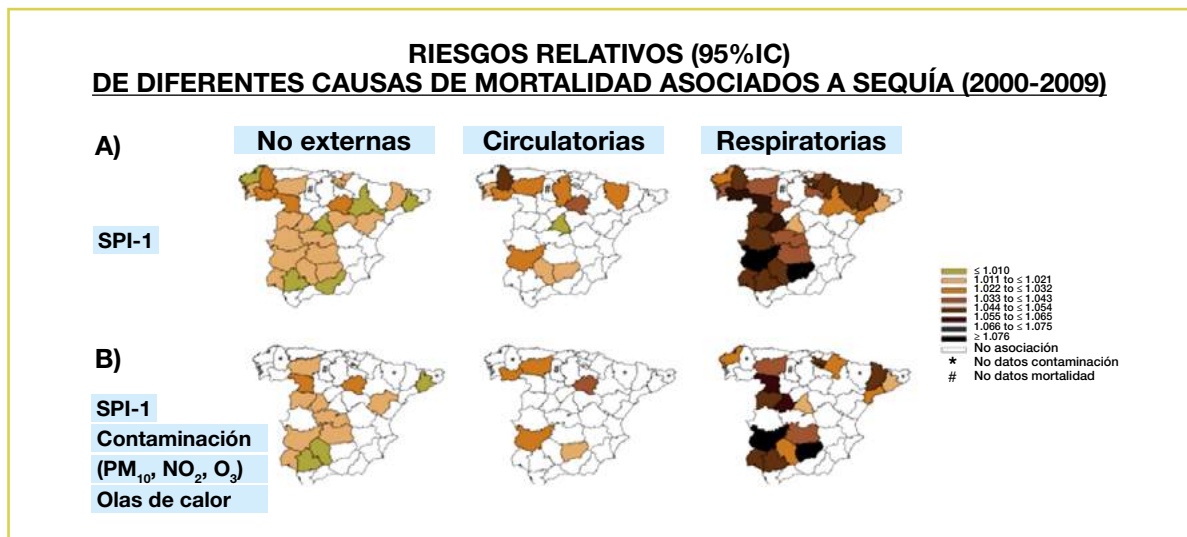 RIESGOS RELATIVOS (95%IC)
DE DIFERENTES CAUSAS DE MORTALIDAD ASOCIADOS A SEQUÍA (2000-2009)
A)
No externas
Circulatorias
Respiratorias
SPI-1
≤ 1.010
1.011 to ≤ 1.021
1.022 to ≤ 1.032
1.033 to ≤ 1.043
1.044 to ≤ 1.054
1.055 to ≤ 1.065
1.066 to ≤ 1.075
≥ 1.076
No asociación
* No datos contaminación
# No datos mortalidad
B)
SPI-1
Contaminación
(PM₁₀, NO₂, O₃)
Olas de calor